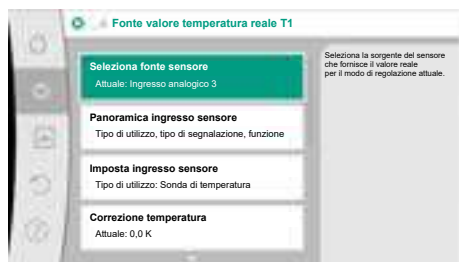 Fonte valore temperatura reale T1
Seleziona fonte sensore
Attuale: Ingresso analogico 3
Panoramica ingresso sensore
Tipo di utilizzo, tipo di segnalazione, funzione
Imposta ingresso sensore
Tipo di utilizzo: Sonda di temperatura
Correzione temperatura
Attuale: 0,0 K
Seleziona la sorgente del sensore
che fornisce il valore reale
per il modo di regolazione attuale.